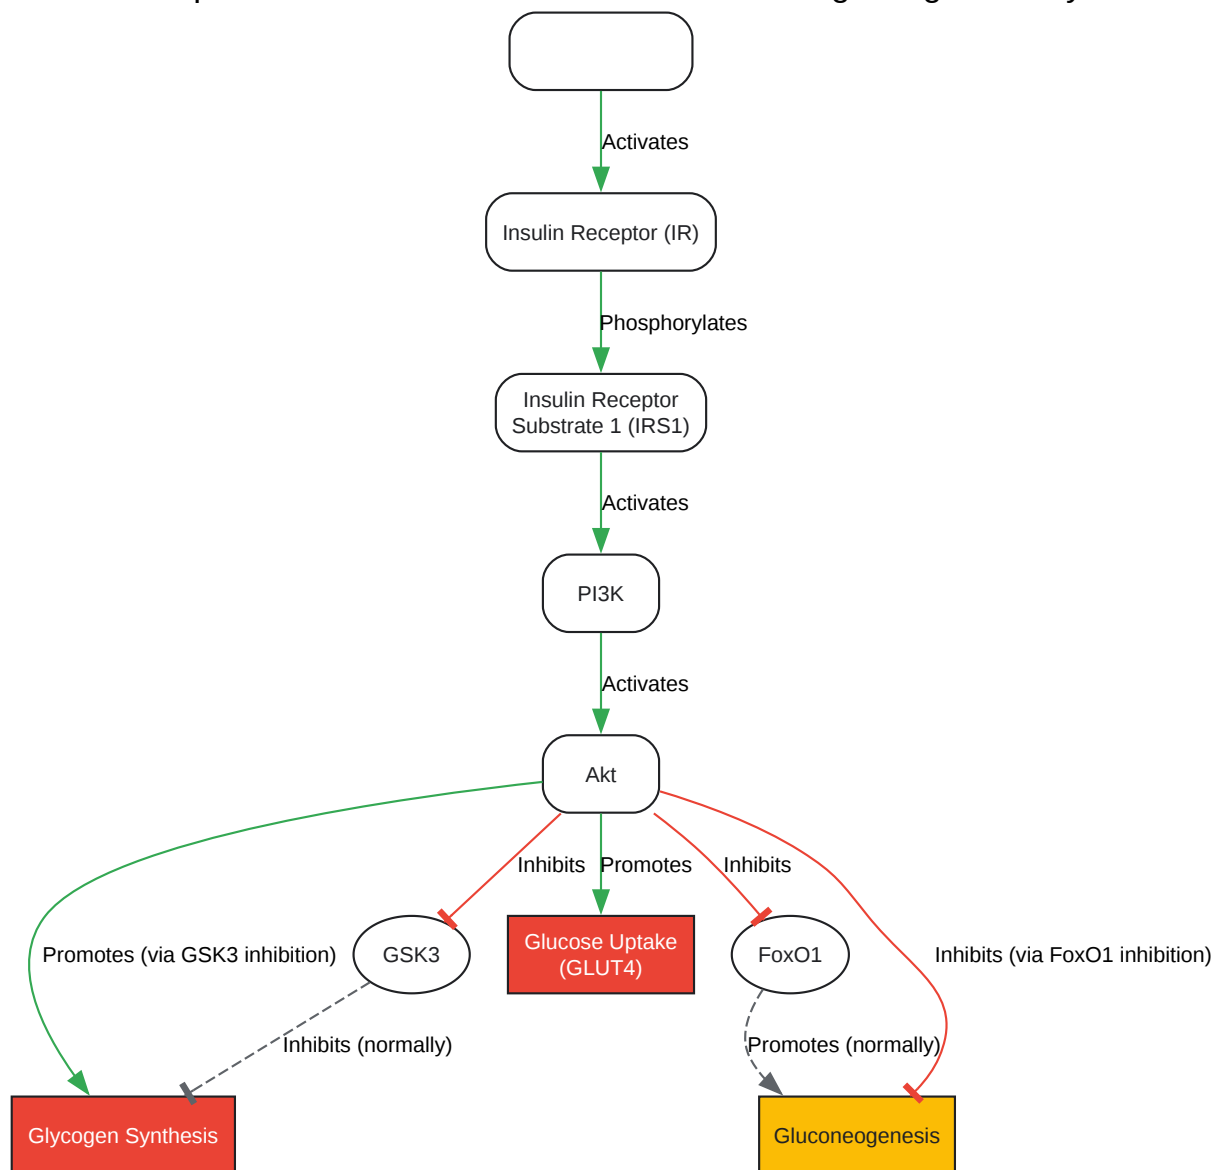 Activates
Insulin Receptor (IR)
Phosphorylates
Insulin Receptor
Substrate 1 (IRS1)
Activates
PI3K
Activates
Akt
Inhibits
Promotes
Inhibits
Promotes (via GSK3 inhibition)
GSK3
Glucose Uptake
(GLUT4)
FoxO1
Inhibits (via FoxO1 inhibition)
Inhibits (normally)
Promotes (normally)
Glycogen Synthesis
Gluconeogenesis